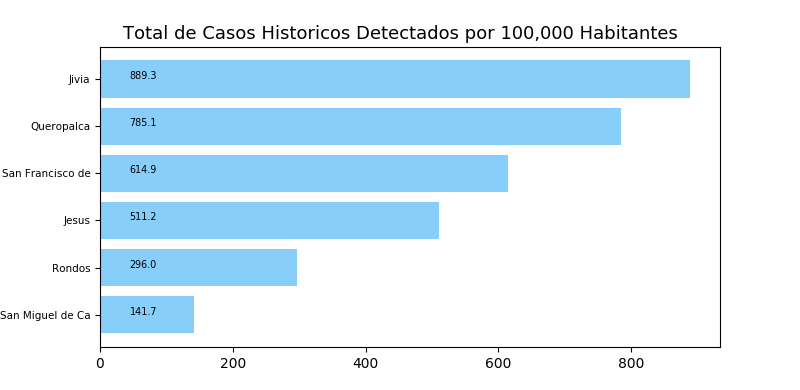 Total de Casos Historicos Detectados por 100,000 Habitantes
Jivia 889.3
Queropalca 785.1
San Francisco de 614.9
Jesus 511.2
Rondos 296.0
San Miguel de Ca 141.7
0 200 400 600 800